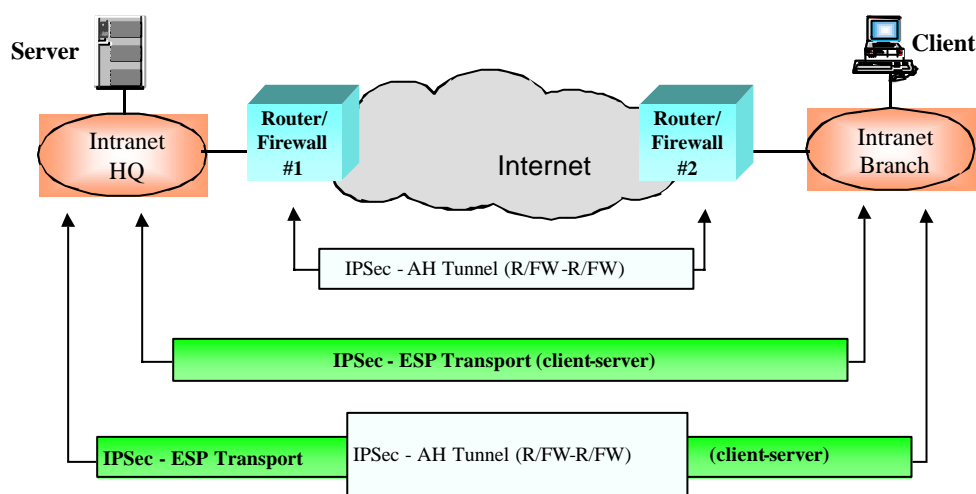 Server
Client
Intranet
HQ
Router/
Firewall
#1
Internet
Router/
Firewall
#2
Intranet
Branch
IPSec - AH Tunnel (R/FW-R/FW)
IPSec - ESP Transport (client-server)
IPSec - ESP Transport
IPSec - AH Tunnel (R/FW-R/FW)
(client-server)